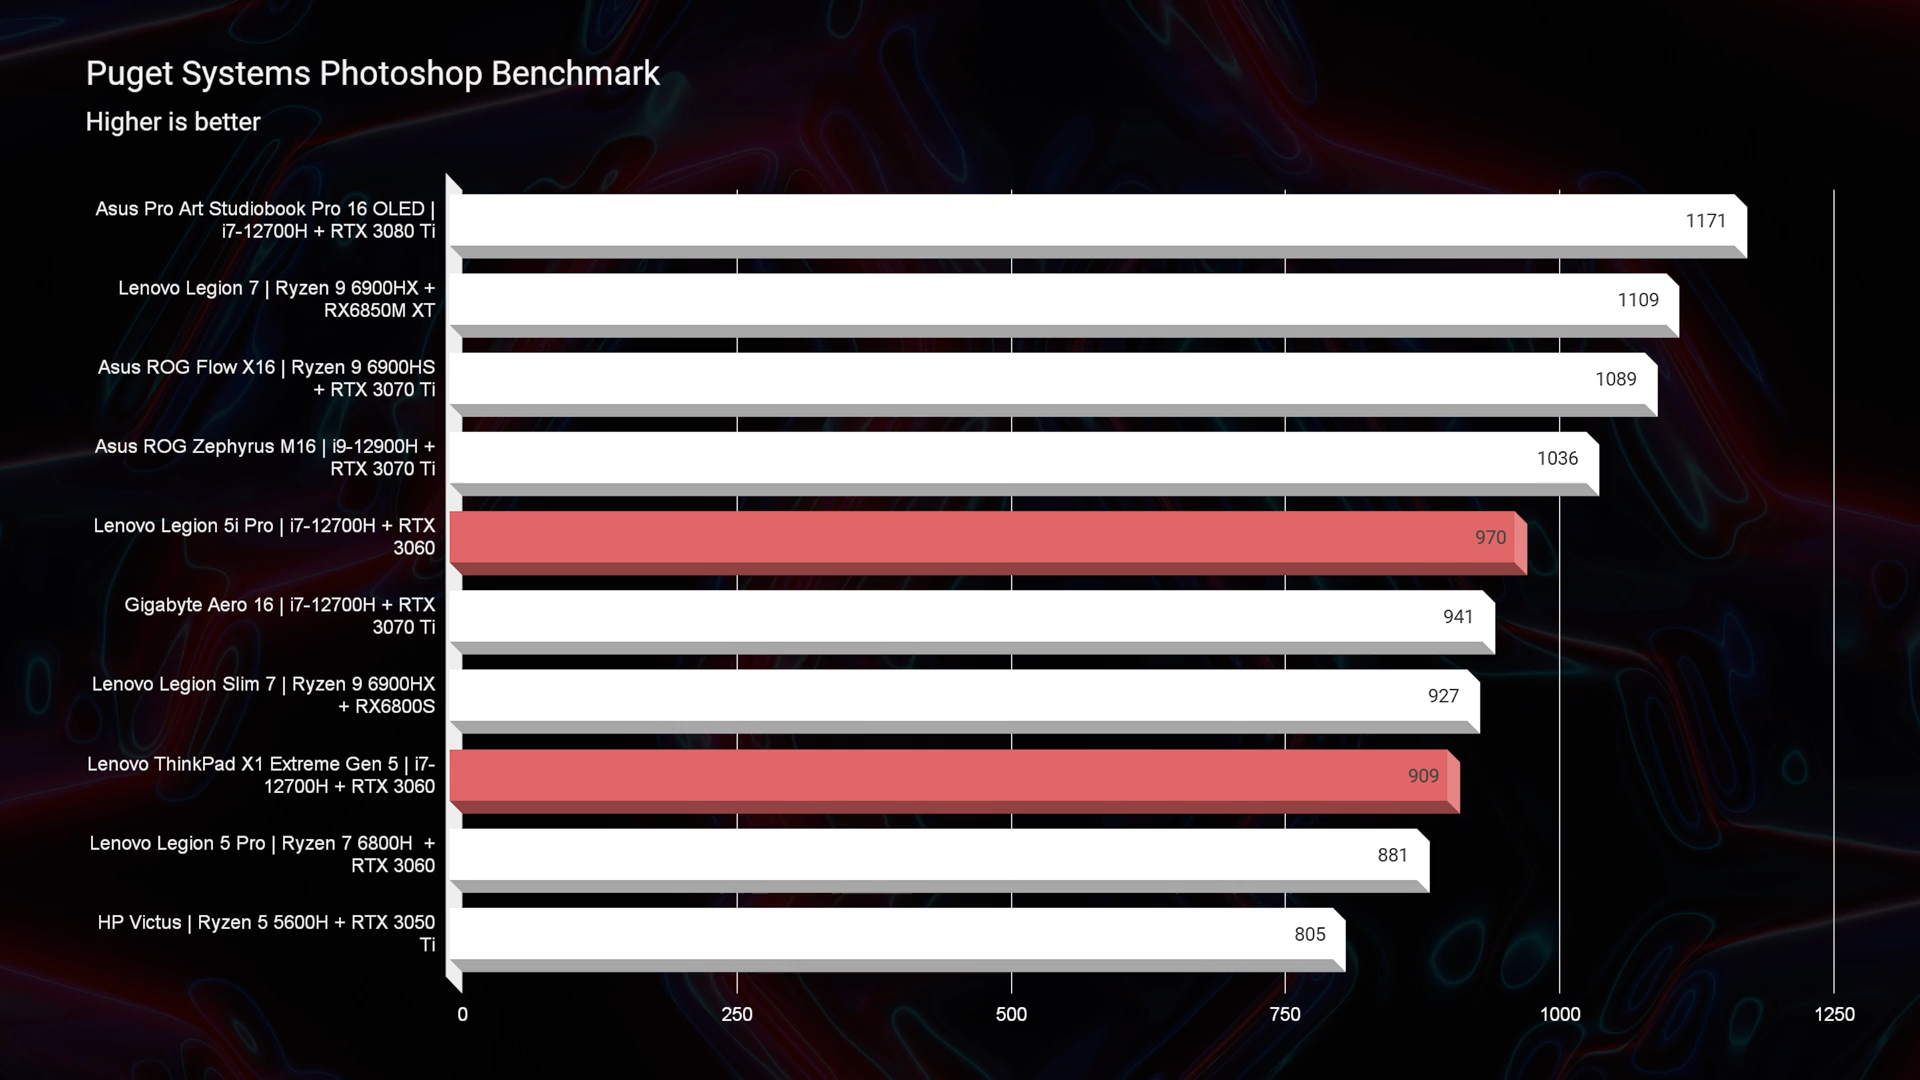 Puget Systems Photoshop Benchmark
Higher is better
Asus Pro Art Studiobook Pro 16 OLED |
i7-12700H + RTX 3080 Ti
1171
Lenovo Legion 7 | Ryzen 9 6900HX +
RX6850M XT
1109
Asus ROG Flow X16 | Ryzen 9 6900HS
+ RTX 3070 Ti
1089
Asus ROG Zephyrus M16 | i9-12900H +
RTX 3070 Ti
1036
Lenovo Legion 5i Pro | i7-12700H + RTX
3060
970
Gigabyte Aero 16 | i7-12700H + RTX
3070 Ti
941
Lenovo Legion Slim 7 | Ryzen 9 6900HX
+ RX6800S
927
Lenovo ThinkPad X1 Extreme Gen 5 | i7-
12700H + RTX 3060
909
Lenovo Legion 5 Pro | Ryzen 7 6800H  +
RTX 3060
881
HP Victus | Ryzen 5 5600H + RTX 3050
Ti
805
0 250 500 750 1000 1250